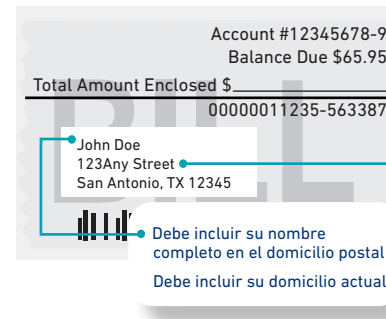 Account #12345678-9
Balance Due $65.95
Total Amount Enclosed $
00000011235-563387
BILL
John Doe
123Any Street
San Antonio, TX 12345
Debe incluir su nombre
completo en el domicilio postal
Debe incluir su domicilio actual